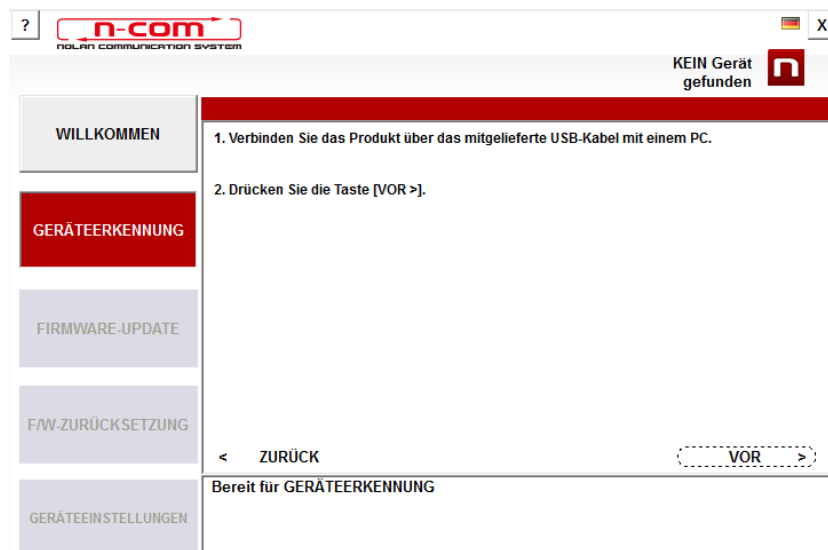 ?
n-com
NOLAN COMMUNICATION SYSTEM
X
KEIN Gerät
gefunden
n
WILLKOMMEN
1. Verbinden Sie das Produkt über das mitgelieferte USB-Kabel mit einem PC.
2. Drücken Sie die Taste [VOR >].
GERÄTEERKENNUNG
FIRMWARE-UPDATE
F/W-ZURÜCKSETZUNG
< ZURÜCK
VOR >
Bereit für GERÄTEERKENNUNG
GERÄTEEINSTELLUNGEN